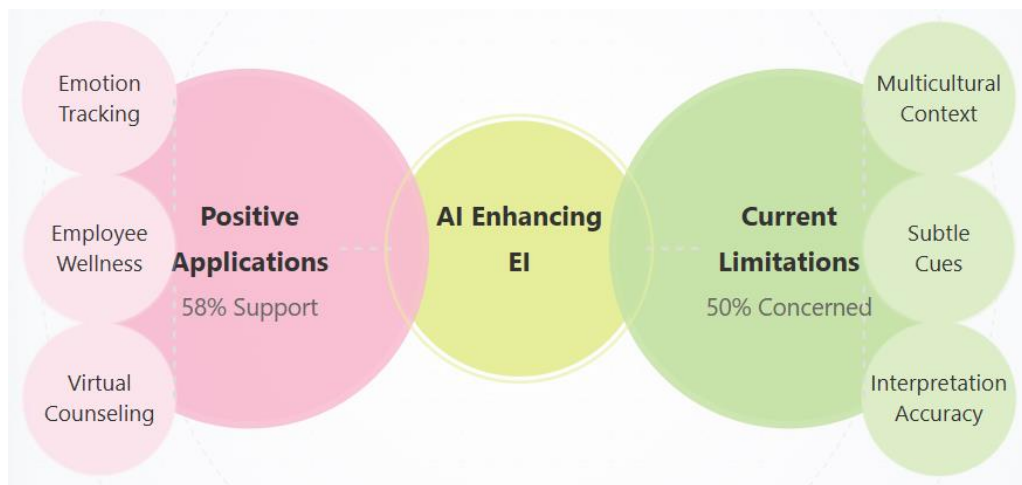 Emotion
Tracking
Employee
Wellness
Virtual
Counseling
Positive
Applications
58% Support
AI Enhancing
EI
Current
Limitations
50% Concerned
Multicultural
Context
Subtle
Cues
Interpretation
Accuracy